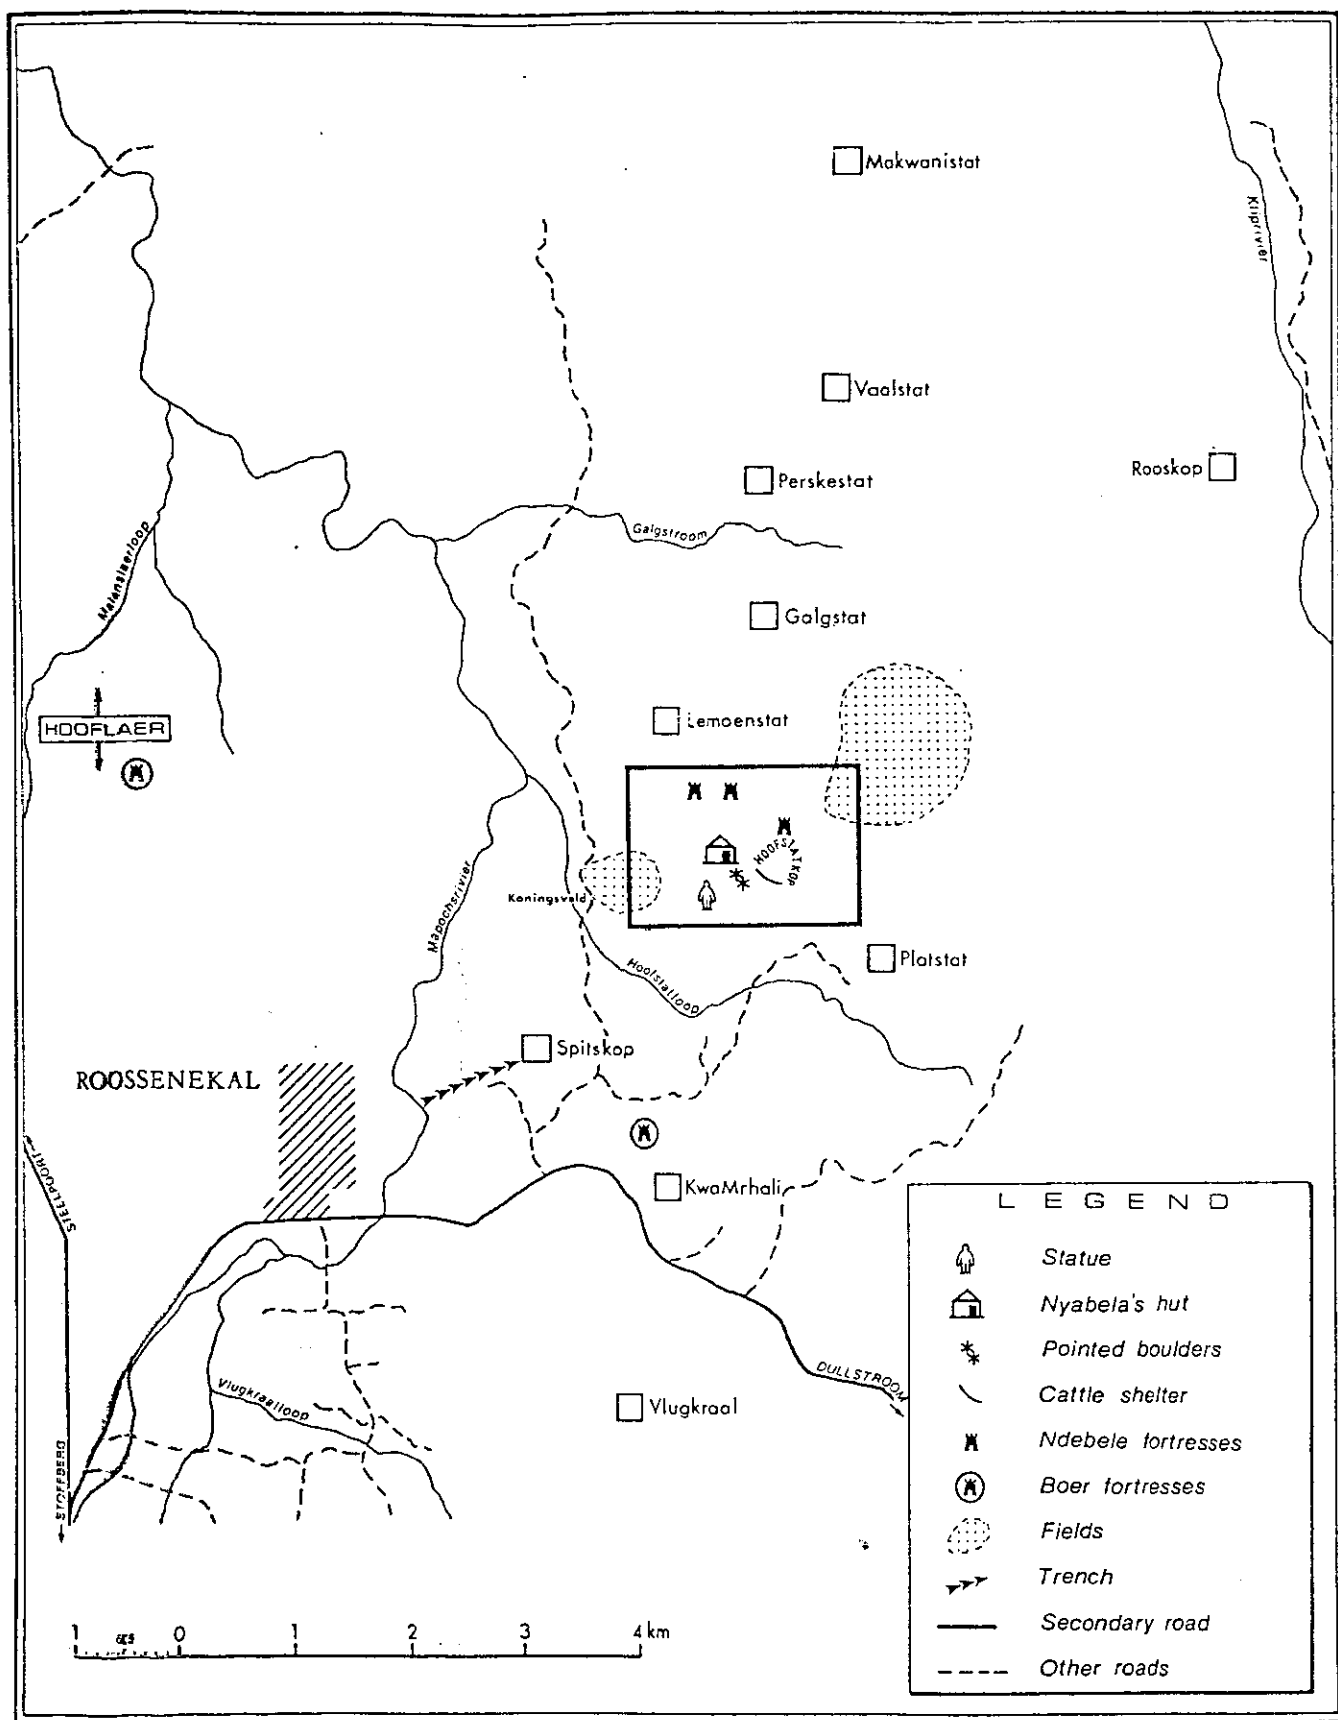 Makwanistat
Kliprivier
Vaalstat
Perskestat
Rooskop
Galgstroom
Galgstat
HOOFLAER
Lemoenstat
HOOFSTATKOP
Koningsveld
Mapochsrivier
Platstat
Hoofstatloop
Spitskop
ROOSSENEKAL
KwaMrhali
DULLSTROOM
Vlugkraal
Vlugkraalloop
STOFFBERG
LEGEND
Statue
Nyabela's hut
Pointed boulders
Cattle shelter
Ndebele fortresses
Boer fortresses
Fields
Trench
Secondary road
Other roads
1 0 1 2 3 4 km